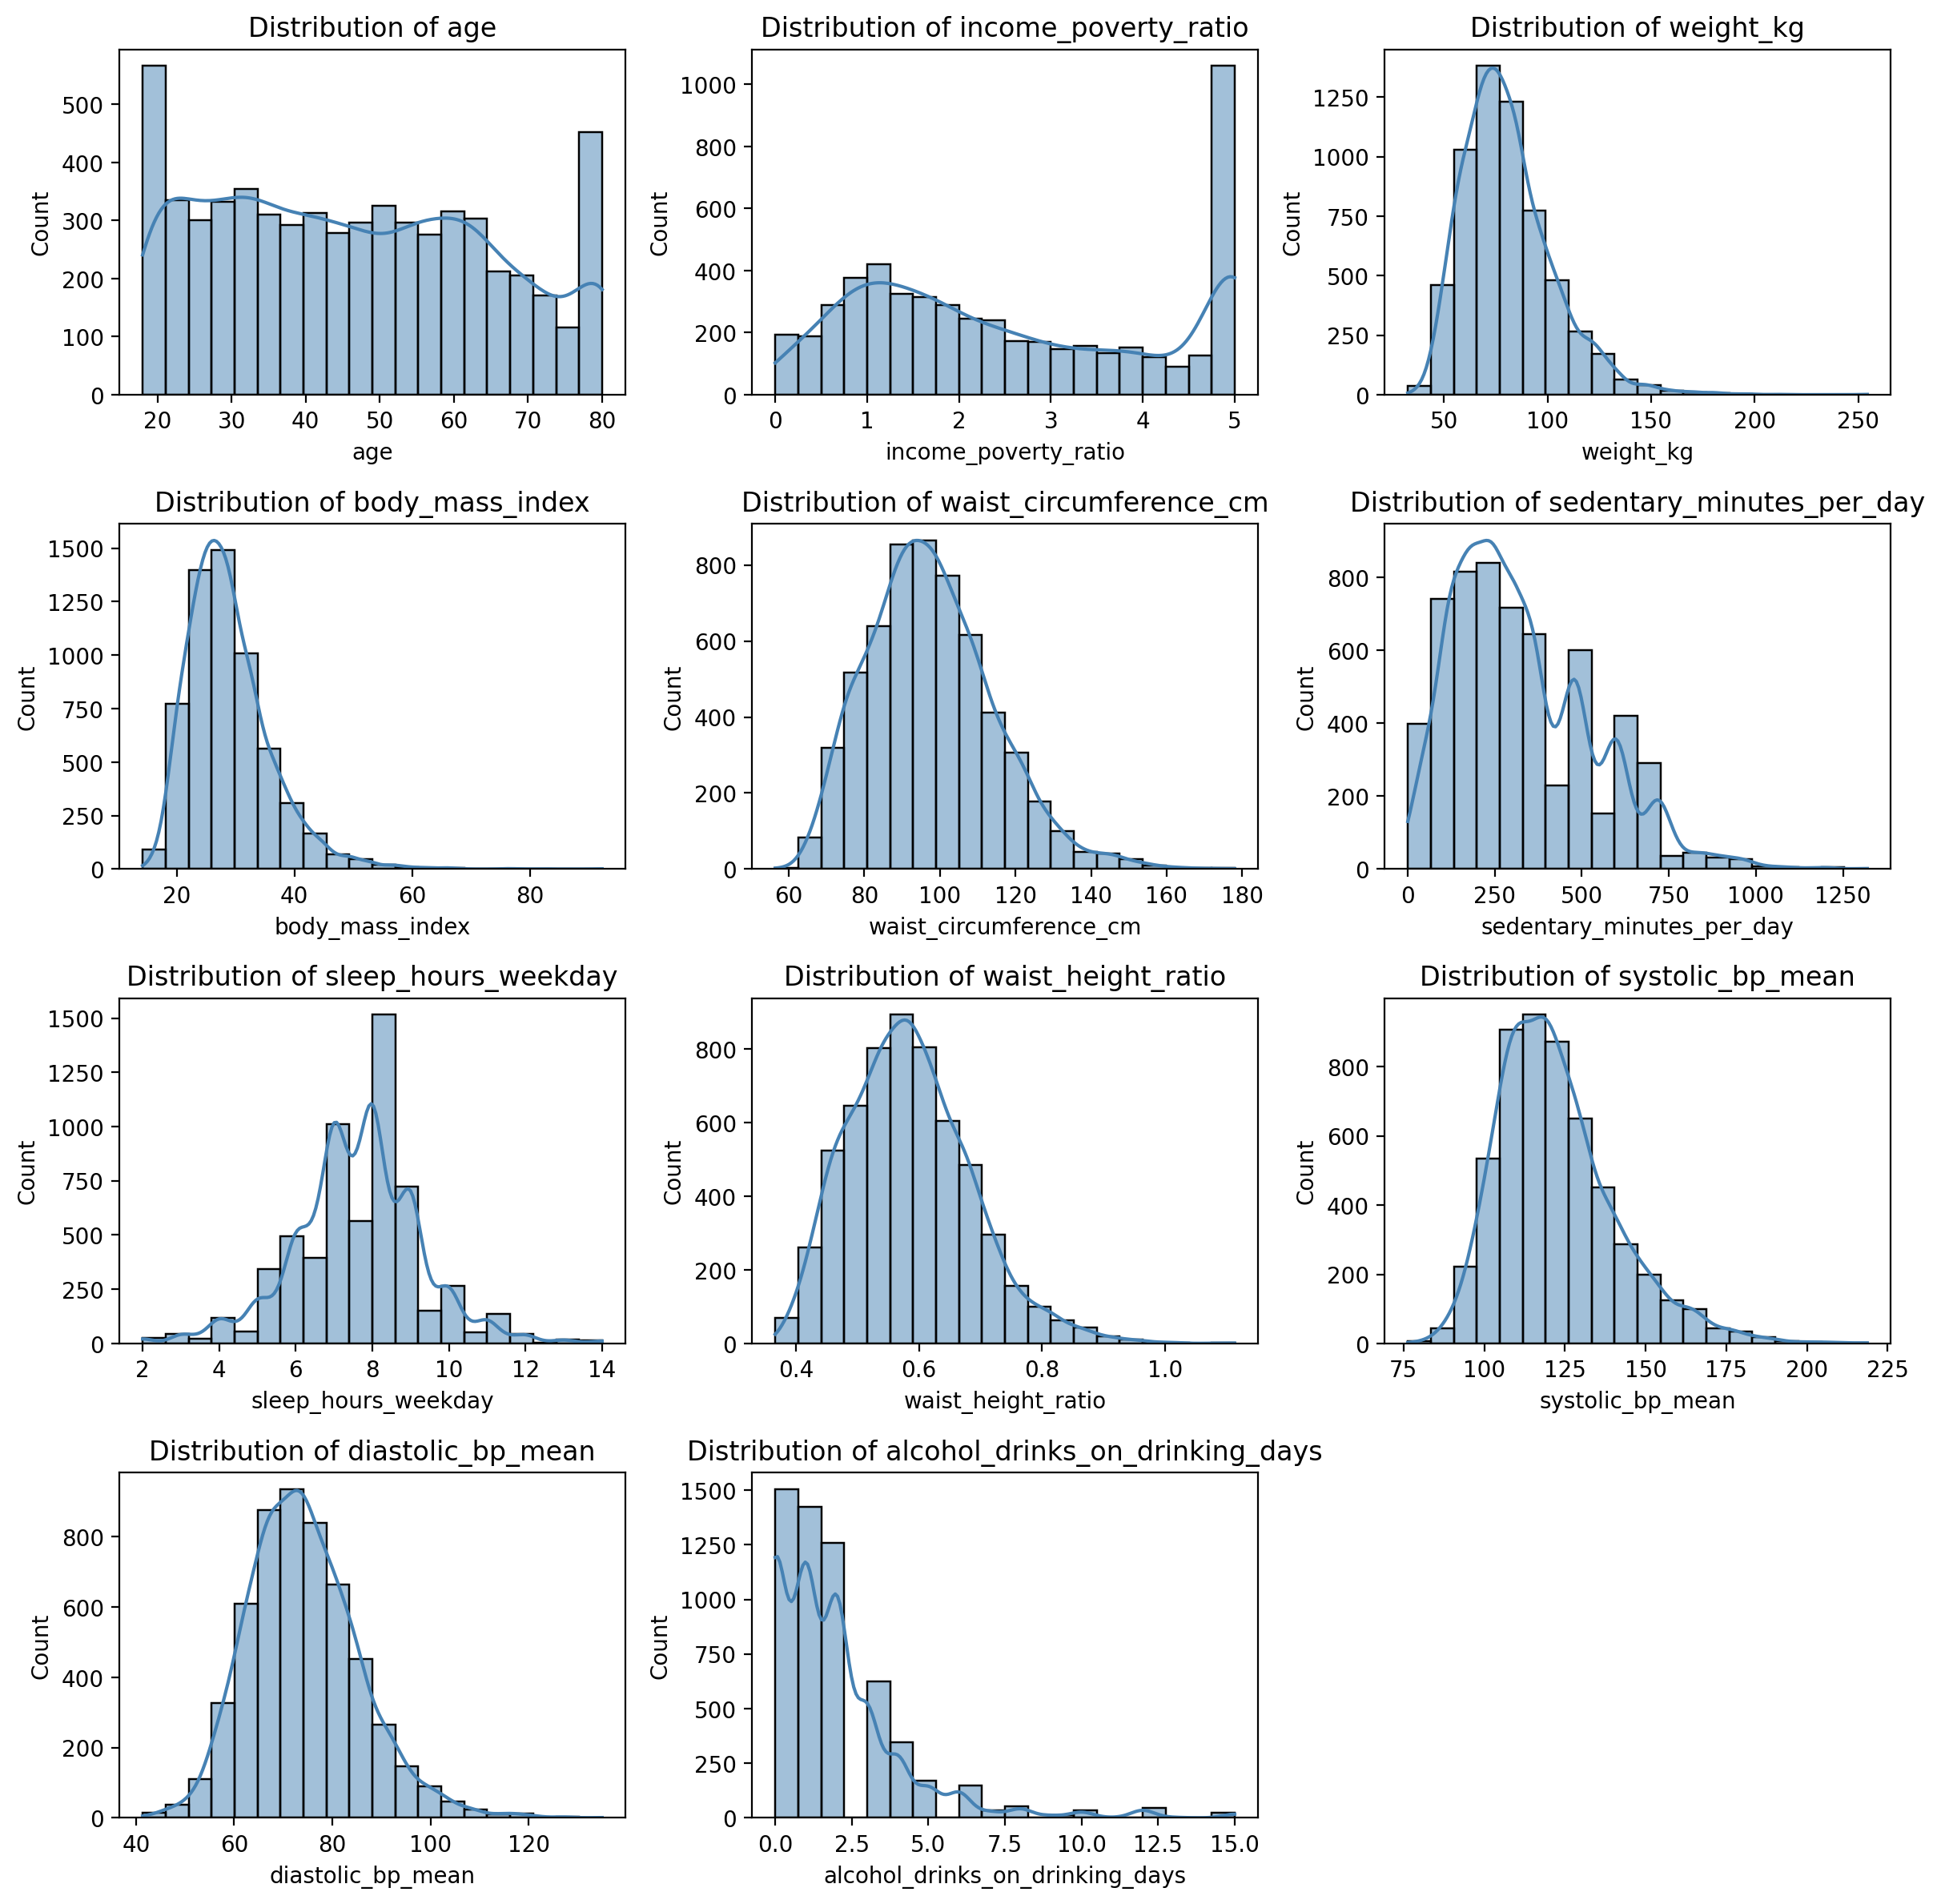 Distribution of age
500
400
300
200
100
0
Count
20 30 40 50 60 70 80
age
Distribution of income_poverty_ratio
1000
800
600
400
200
0
Count
0 1 2 3 4 5
income_poverty_ratio
Distribution of weight_kg
1250
1000
750
500
250
0
Count
50 100 150 200 250
weight_kg
Distribution of body_mass_index
1500
1250
1000
750
500
250
0
Count
20 40 60 80
body_mass_index
Distribution of waist_circumference_cm
800
600
400
200
0
Count
60 80 100 120 140 160 180
waist_circumference_cm
Distribution of sedentary_minutes_per_day
800
600
400
200
0
Count
0 250 500 750 1000 1250
sedentary_minutes_per_day
Distribution of sleep_hours_weekday
1500
1250
1000
750
500
250
0
Count
2 4 6 8 10 12 14
sleep_hours_weekday
Distribution of waist_height_ratio
800
600
400
200
0
Count
0.4 0.6 0.8 1.0
waist_height_ratio
Distribution of systolic_bp_mean
800
600
400
200
0
Count
75 100 125 150 175 200 225
systolic_bp_mean
Distribution of diastolic_bp_mean
800
600
400
200
0
Count
40 60 80 100 120
diastolic_bp_mean
Distribution of alcohol_drinks_on_drinking_days
1500
1250
1000
750
500
250
0
Count
0.0 2.5 5.0 7.5 10.0 12.5 15.0
alcohol_drinks_on_drinking_days